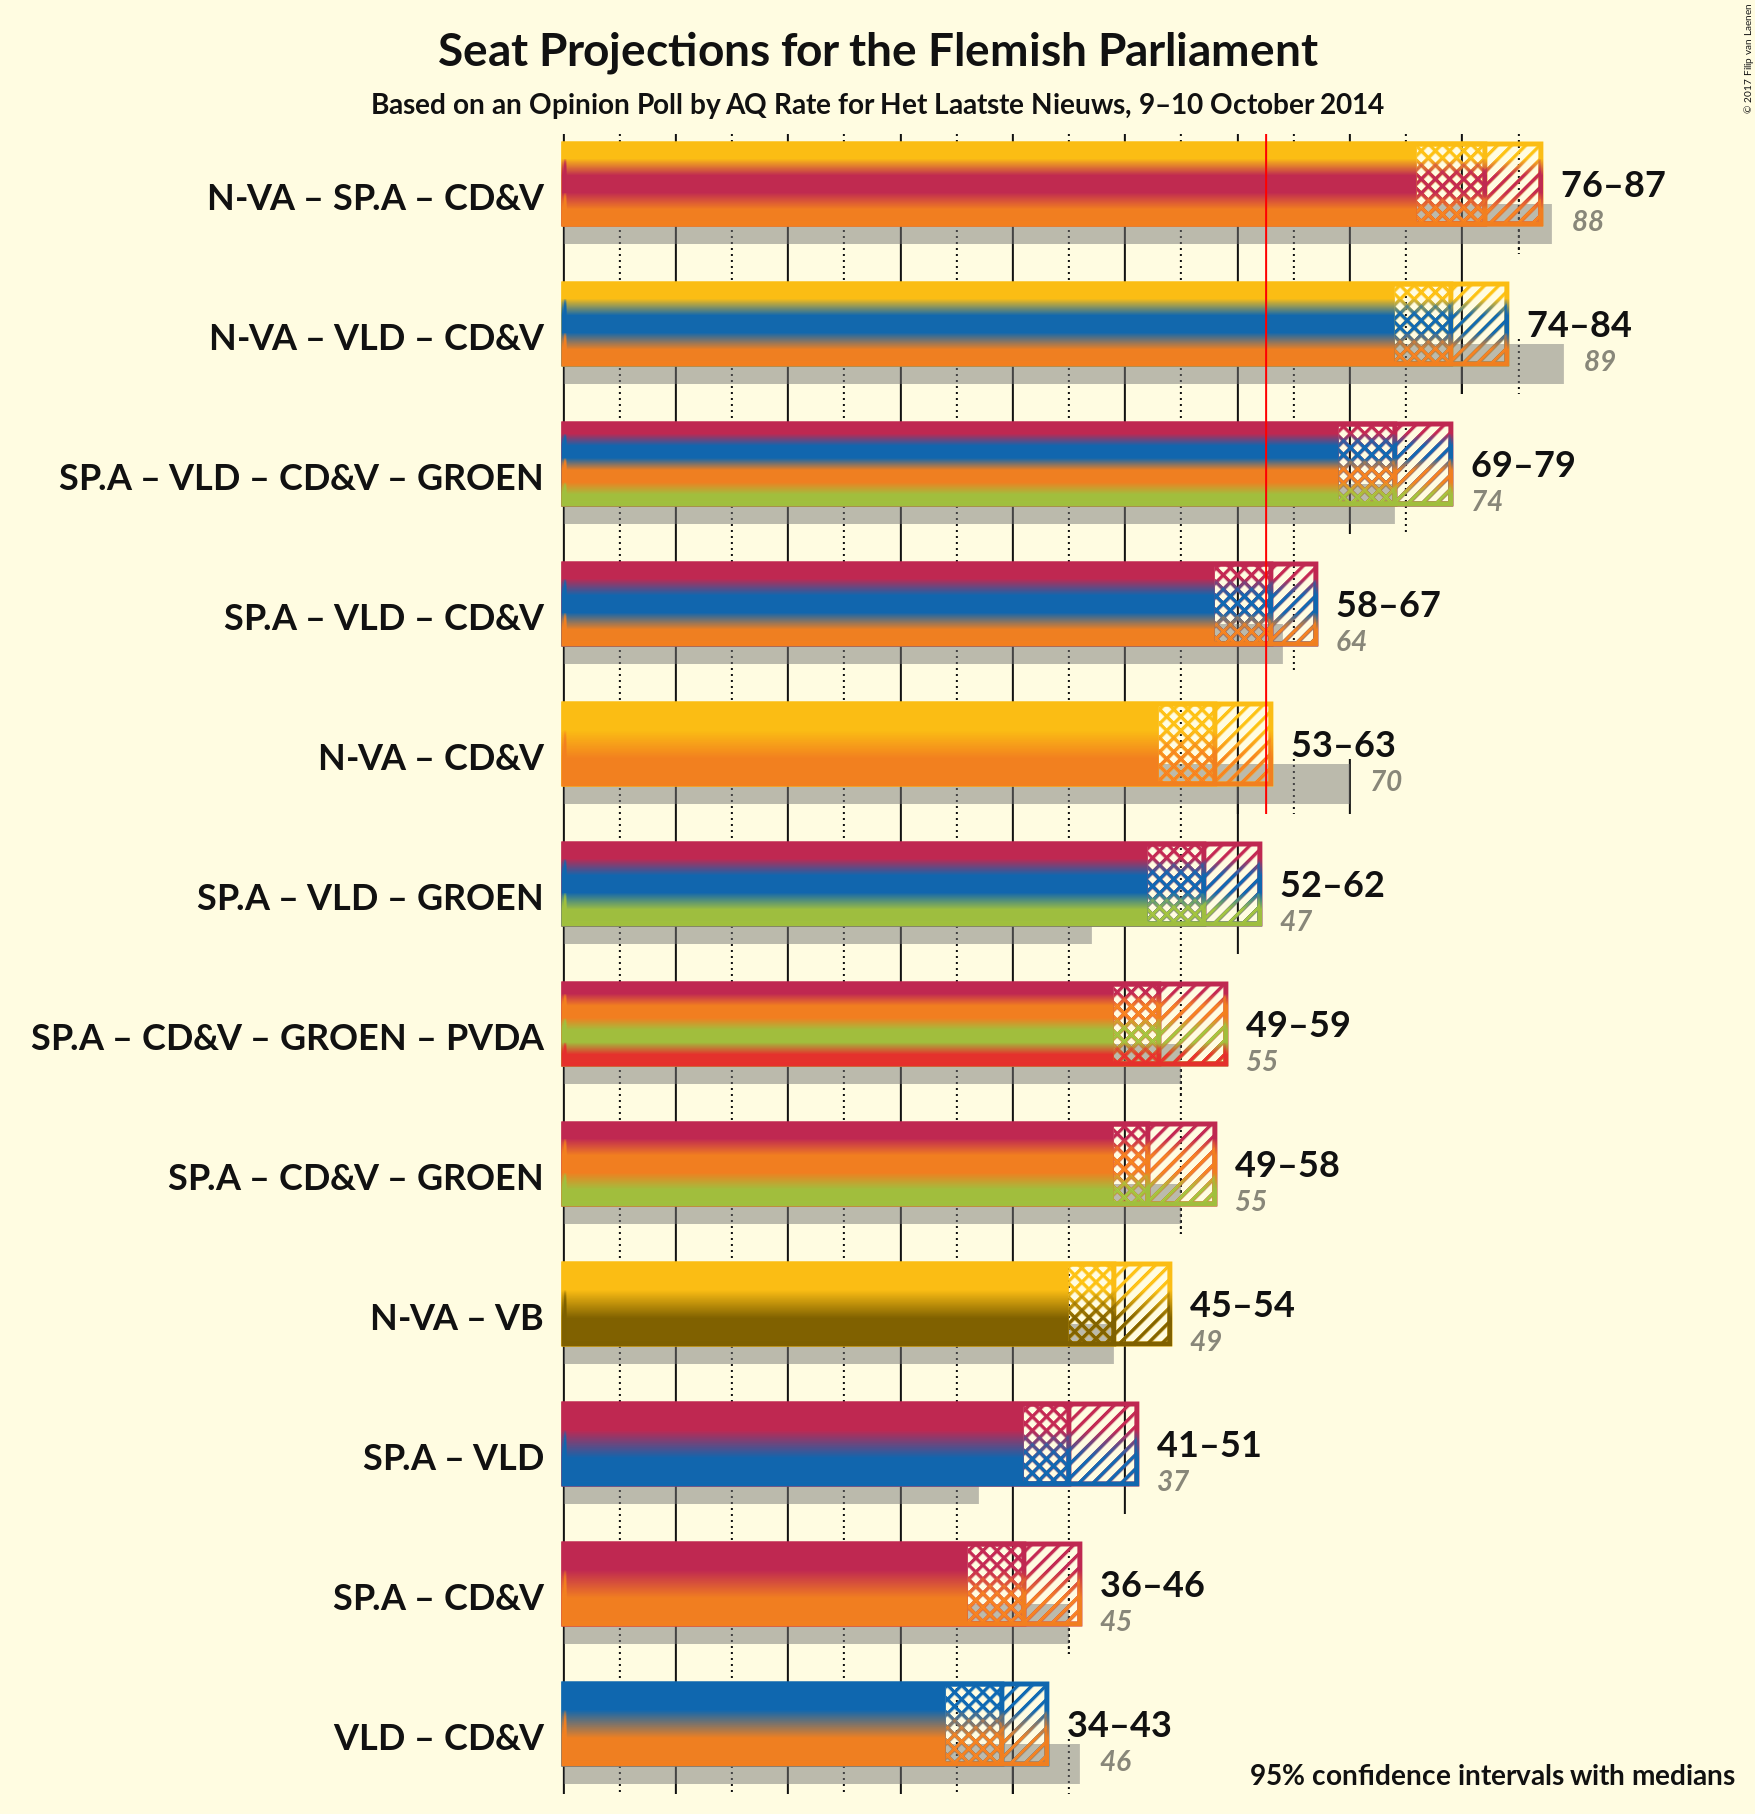 Seat Projections for the Flemish Parliament
Based on an Opinion Poll by AQ Rate for Het Laatste Nieuws, 9–10 October 2014
© 2017 Filip van Laenen
N-VA – SP.A – CD&V
76–87
88
N-VA – VLD – CD&V
74–84
89
SP.A – VLD – CD&V – GROEN
69–79
74
SP.A – VLD – CD&V
58–67
64
N-VA – CD&V
53–63
70
SP.A – VLD – GROEN
52–62
47
SP.A – CD&V – GROEN – PVDA
49–59
55
SP.A – CD&V – GROEN
49–58
55
N-VA – VB
45–54
49
SP.A – VLD
41–51
37
SP.A – CD&V
36–46
45
VLD – CD&V
34–43
46
95% confidence intervals with medians